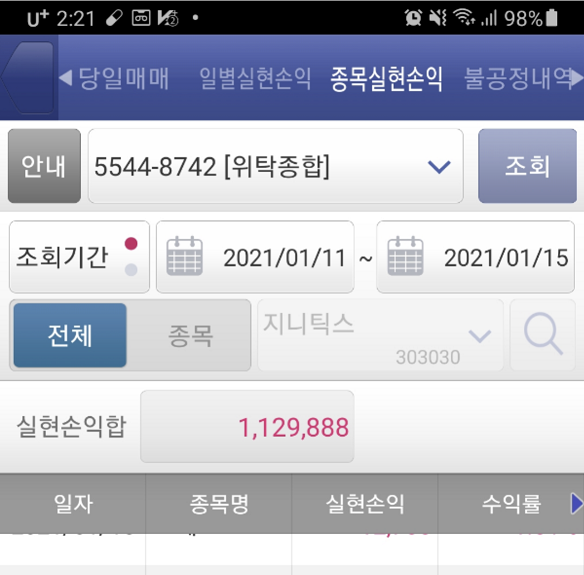 U+ 2:21 98%
당일매매 일별실현손익 종목실현손익 불공정내역
안내 5544-8742 [위탁종합] 조회
조회기간 2021/01/11 ~ 2021/01/15
전체 종목 지니틱스
303030
실현손익합 1,129,888
일자 종목명 실현손익 수익률